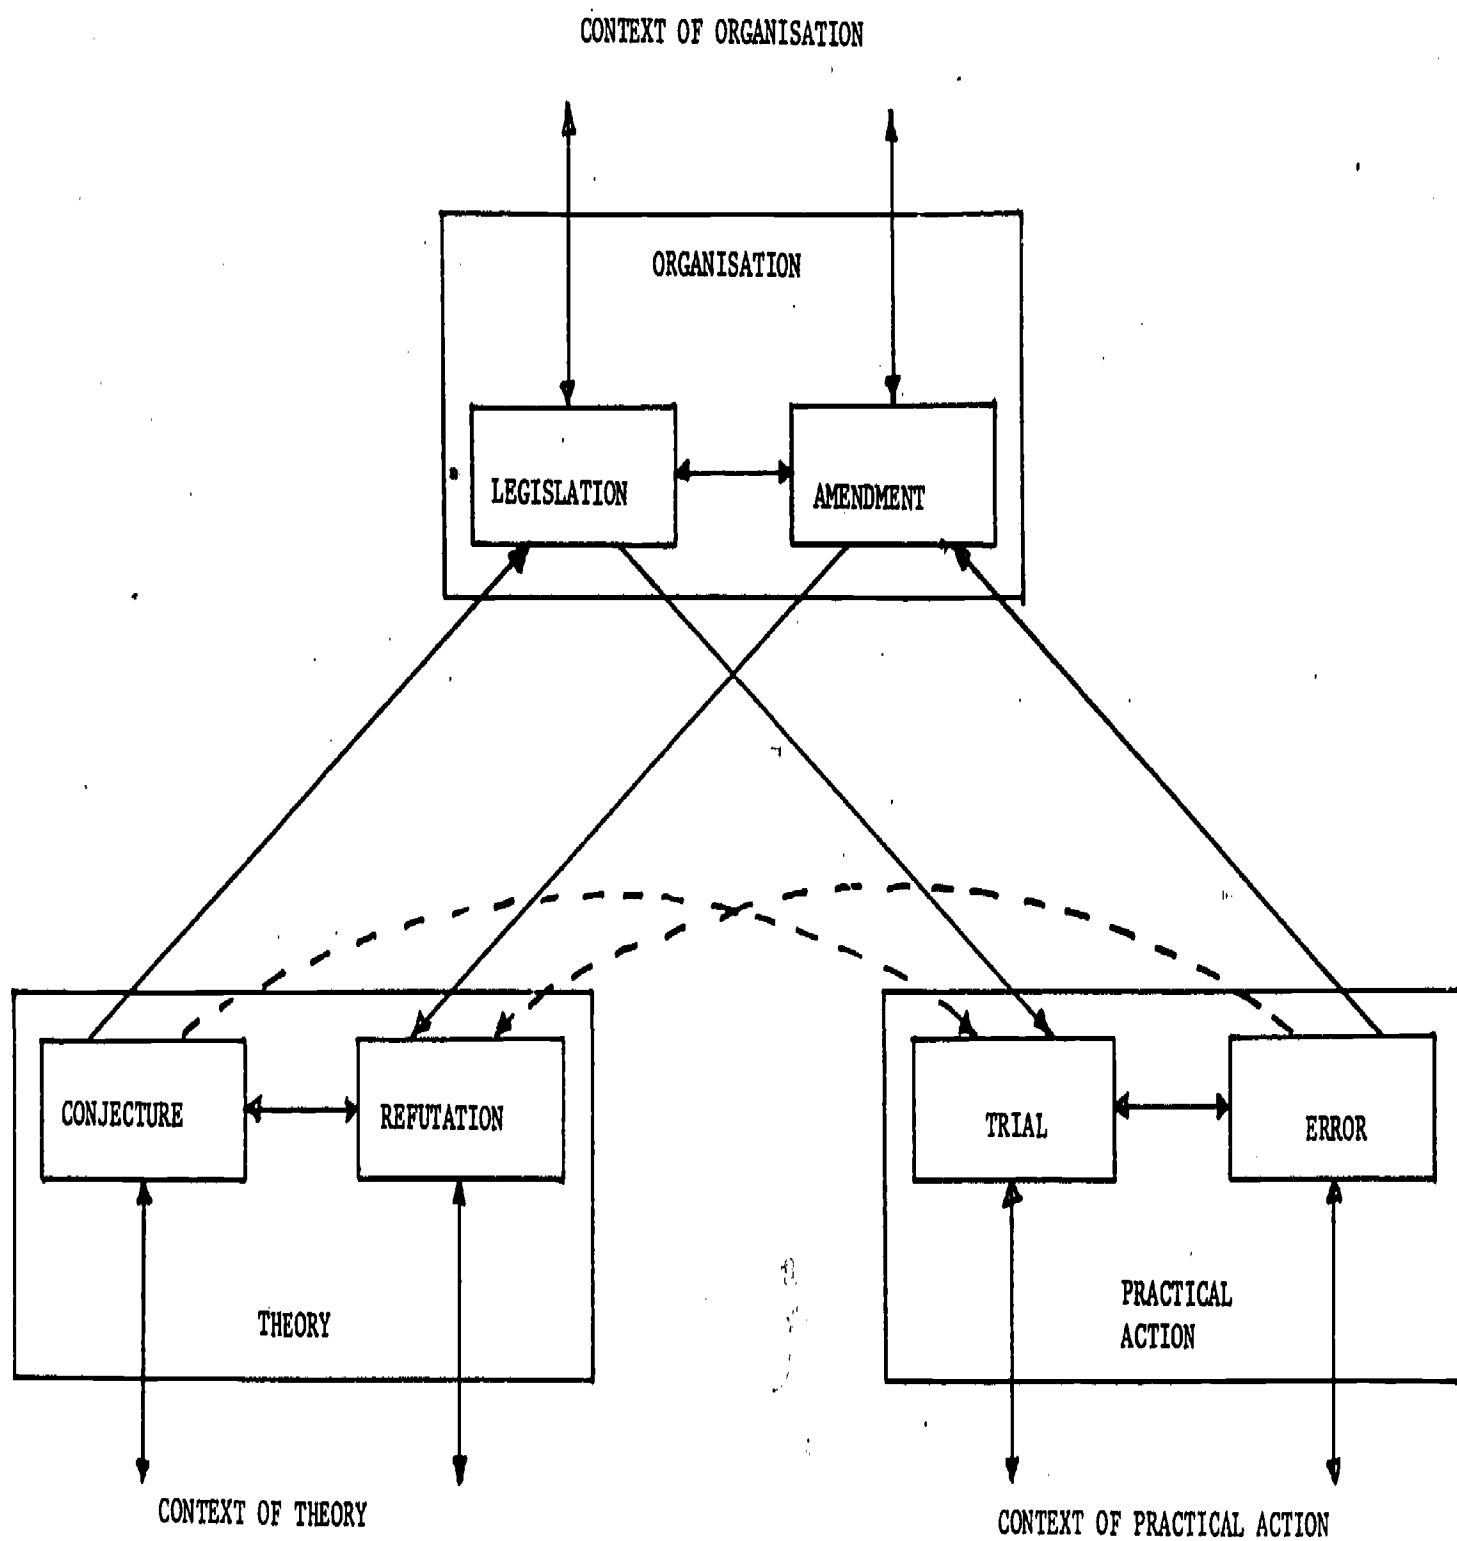 CONTEXT OF ORGANISATION
ORGANISATION
LEGISLATION
AMENDMENT
CONJECTURE
REFUTATION
TRIAL
ERROR
THEORY
PRACTICAL
ACTION
CONTEXT OF THEORY
CONTEXT OF PRACTICAL ACTION